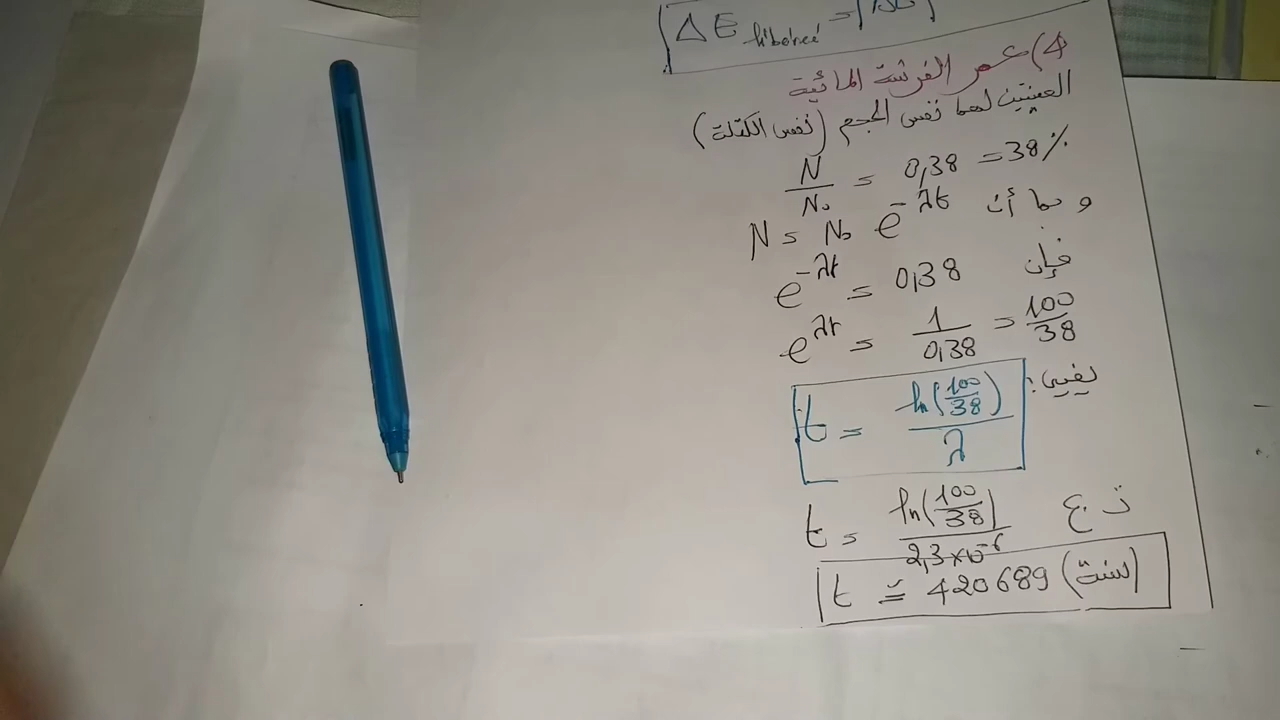 ΔE libérée =
4) عمر الفرشة المائية
العينتين لهما نفس الحجم (نفس الكتلة)
N/N₀ = 0,38 = 38%
و بما أن N = N₀ e^-λt
فإن e^-λt = 0,38
e^λt = 1/0,38 = 100/38
يعني: t = ln(100/38)/λ
ت ع t = ln(100/38)/2,3×10^-6
t ≃ 420689 (سنة)